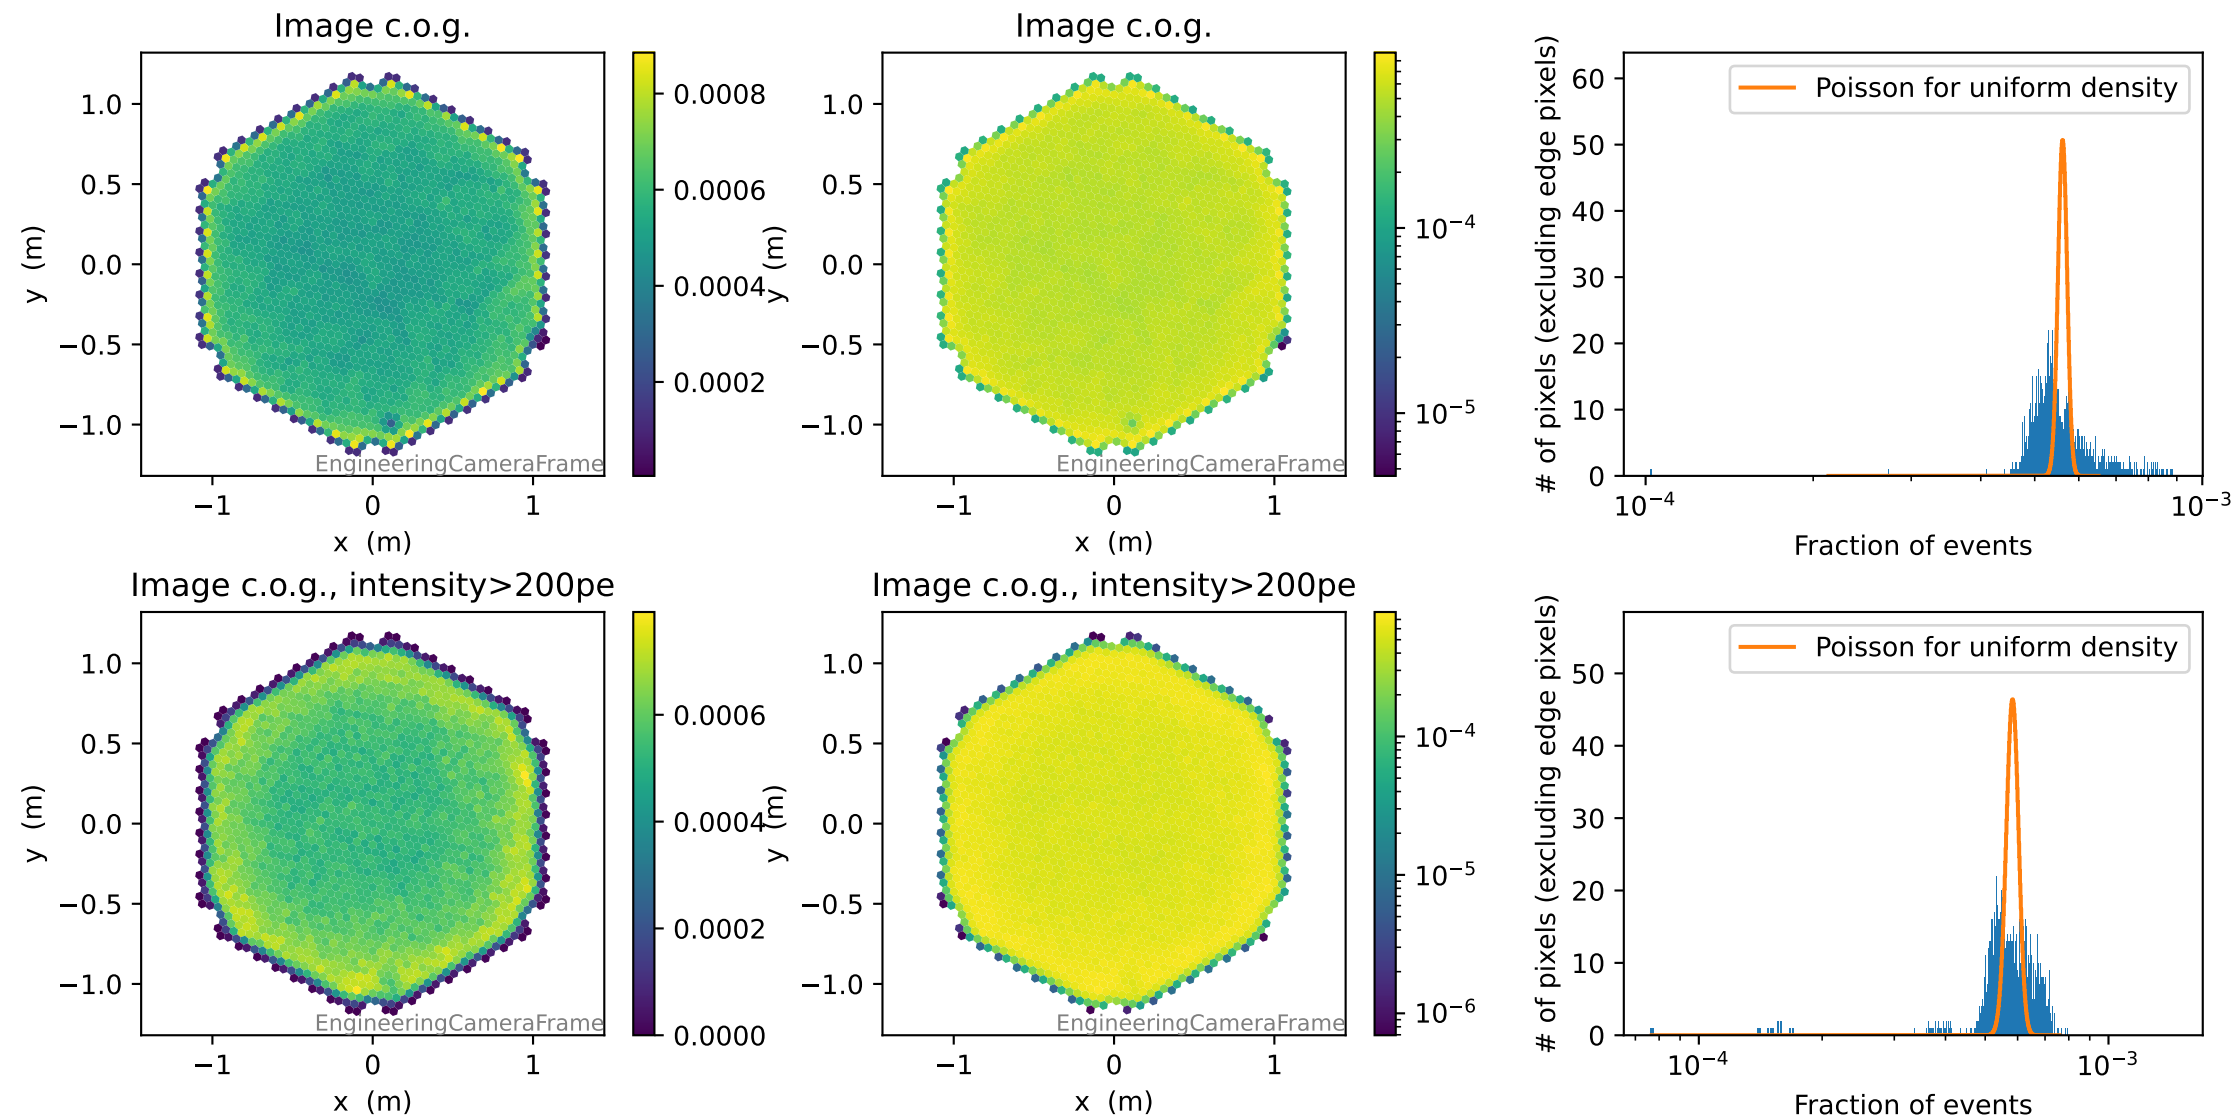 Image c.o.g.
1.0
0.5
0.0
−0.5
−1.0
y (m)
−1
0
1
x (m)
EngineeringCameraFrame
0.0008
0.0006
0.0004
0.0002
Image c.o.g.
1.0
0.5
0.0
−0.5
−1.0
y (m)
−1
0
1
x (m)
EngineeringCameraFrame
10⁻⁴
10⁻⁵
# of pixels (excluding edge pixels)
60
50
40
30
20
10
0
Poisson for uniform density
10⁻⁴
10⁻³
Fraction of events
Image c.o.g., intensity>200pe
1.0
0.5
0.0
−0.5
−1.0
y (m)
−1
0
1
x (m)
EngineeringCameraFrame
0.0006
0.0004
0.0002
0.0000
Image c.o.g., intensity>200pe
1.0
0.5
0.0
−0.5
−1.0
y (m)
−1
0
1
x (m)
EngineeringCameraFrame
10⁻⁴
10⁻⁵
10⁻⁶
# of pixels (excluding edge pixels)
50
40
30
20
10
0
Poisson for uniform density
10⁻⁴
10⁻³
Fraction of events